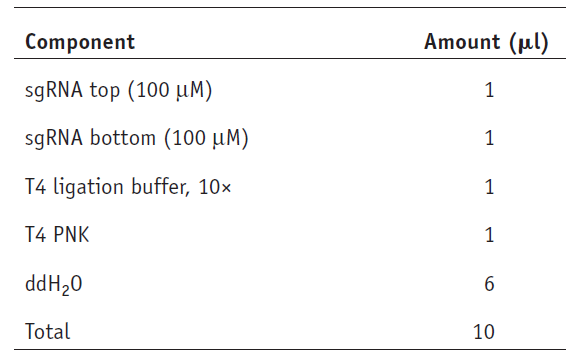 Component Amount (µl)
sgRNA top (100 µM) 1
sgRNA bottom (100 µM) 1
T4 ligation buffer, 10× 1
T4 PNK 1
ddH₂O 6
Total 10